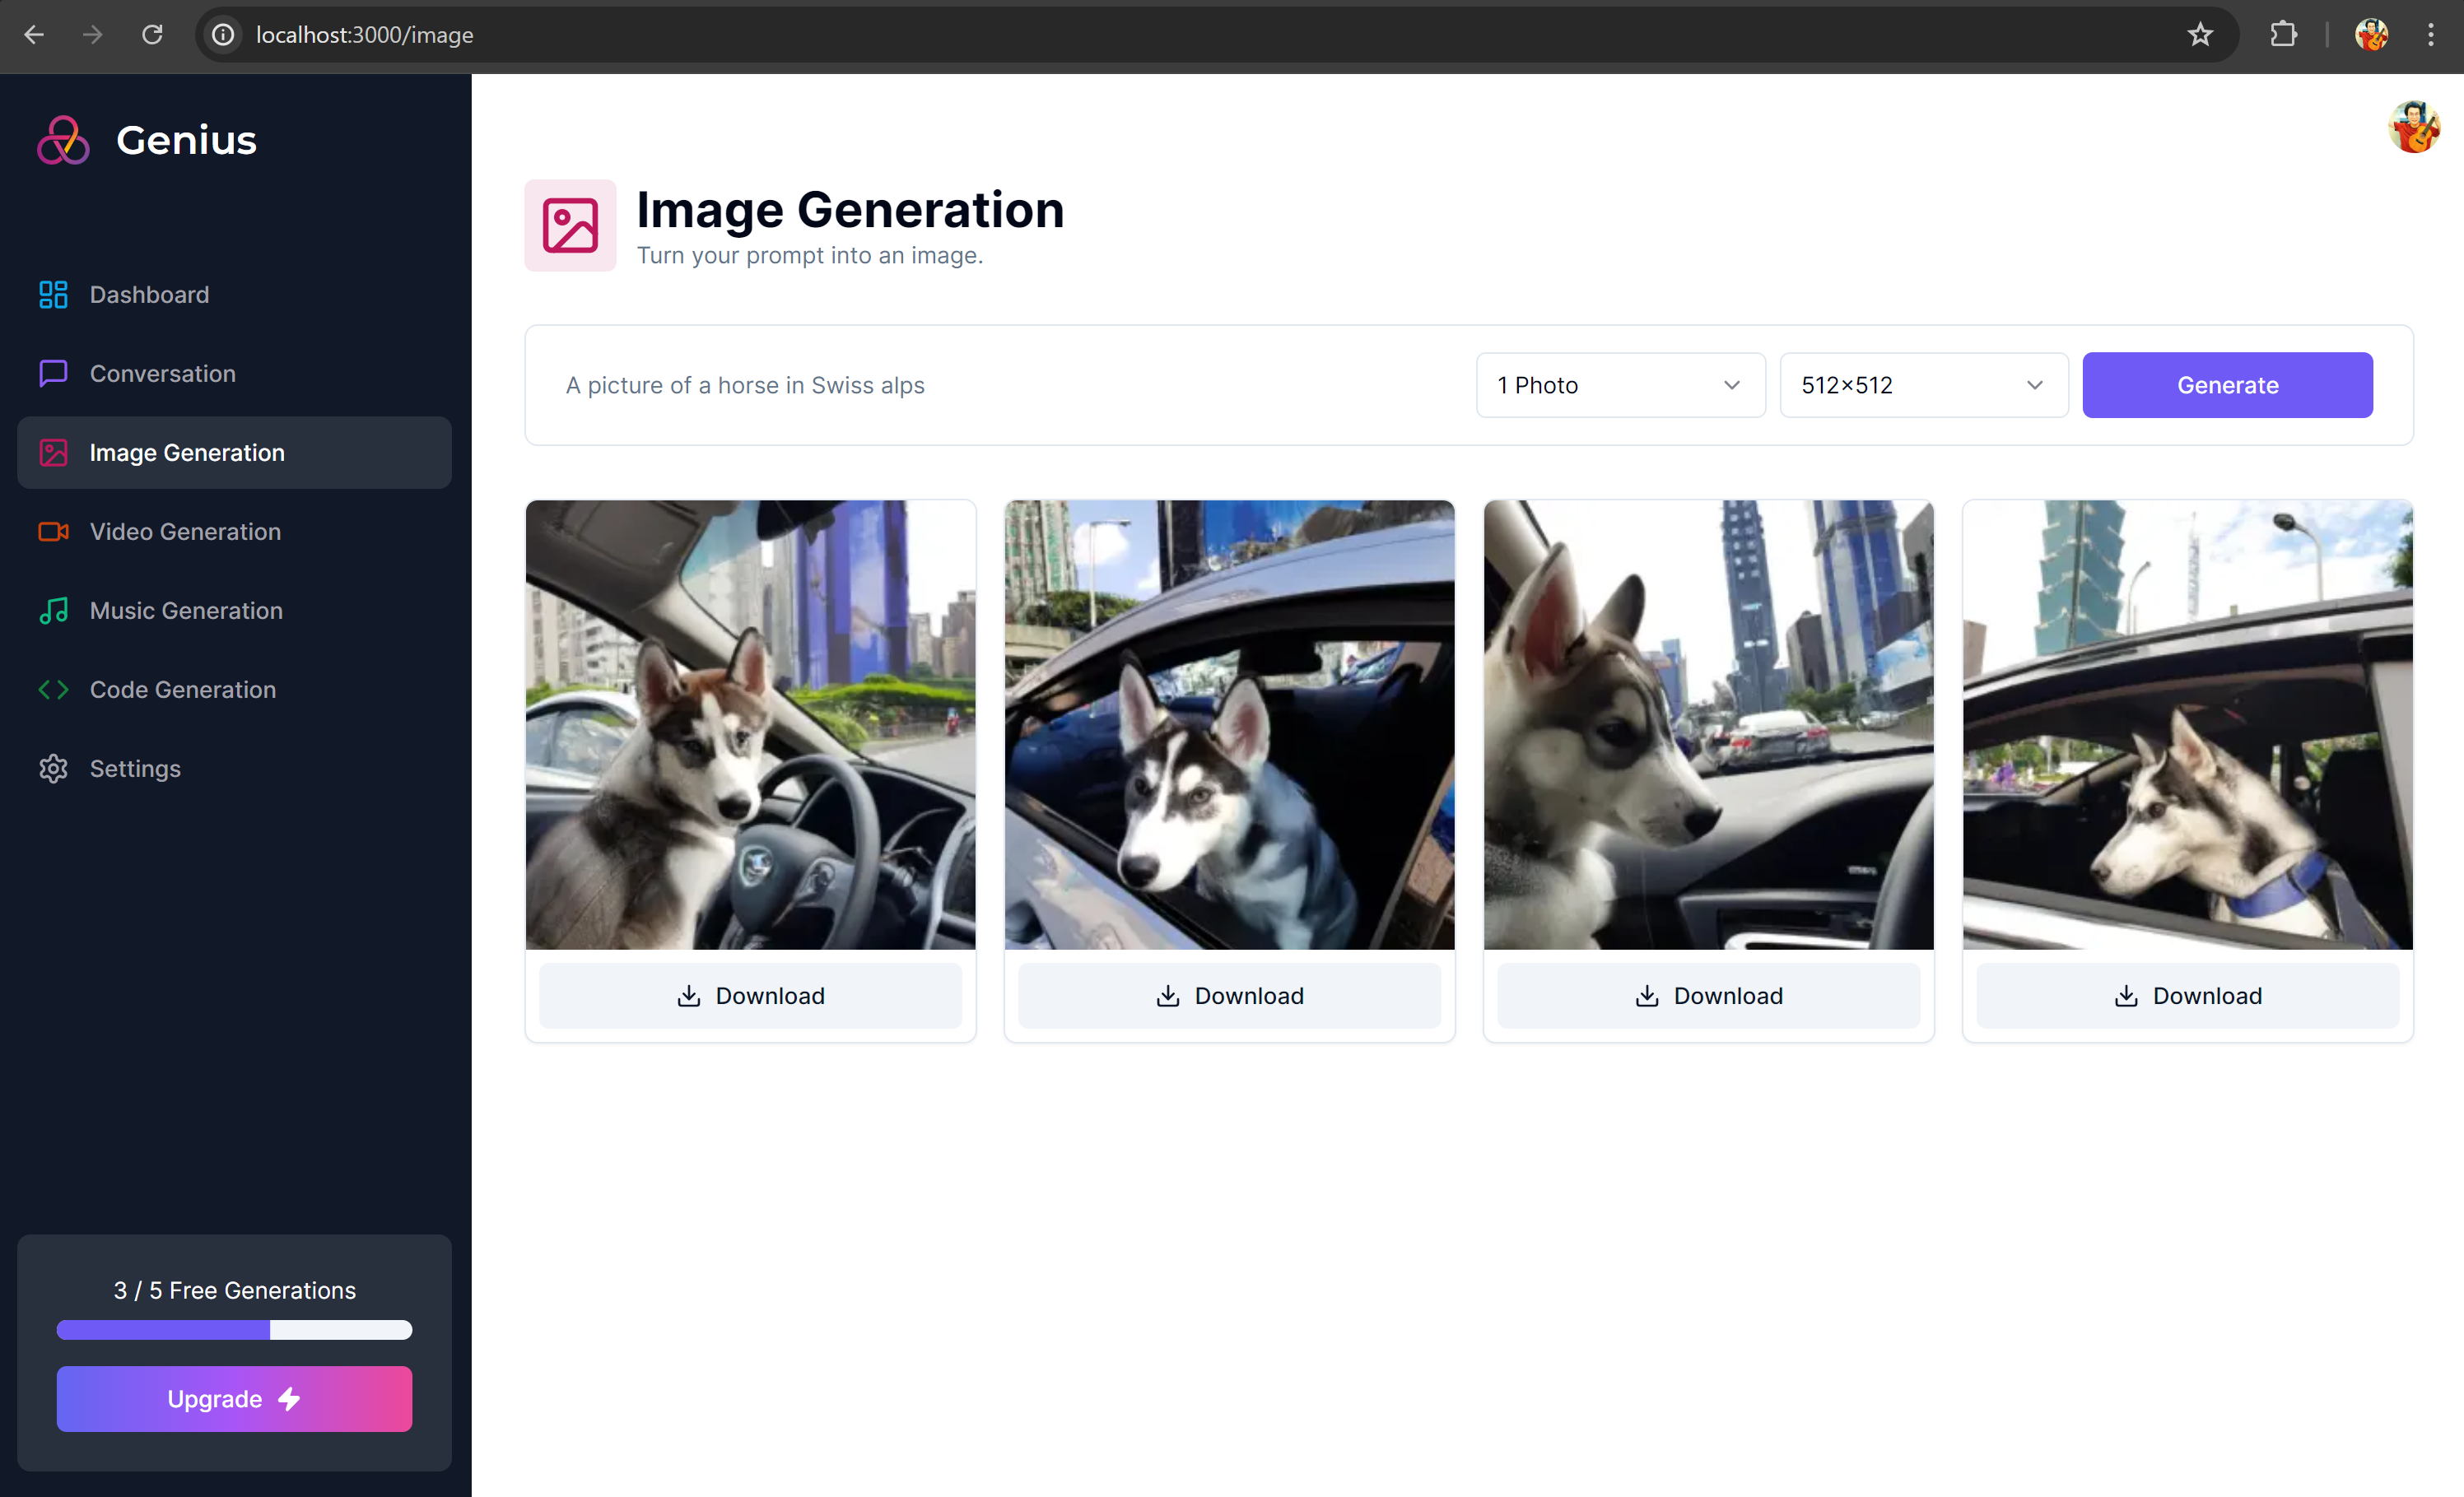 localhost:3000/image
Genius
Dashboard
Conversation
Image Generation
Video Generation
Music Generation
Code Generation
Settings
3 / 5 Free Generations
Upgrade
Image Generation
Turn your prompt into an image.
A picture of a horse in Swiss alps
1 Photo
512×512
Generate
Download
Download
Download
Download